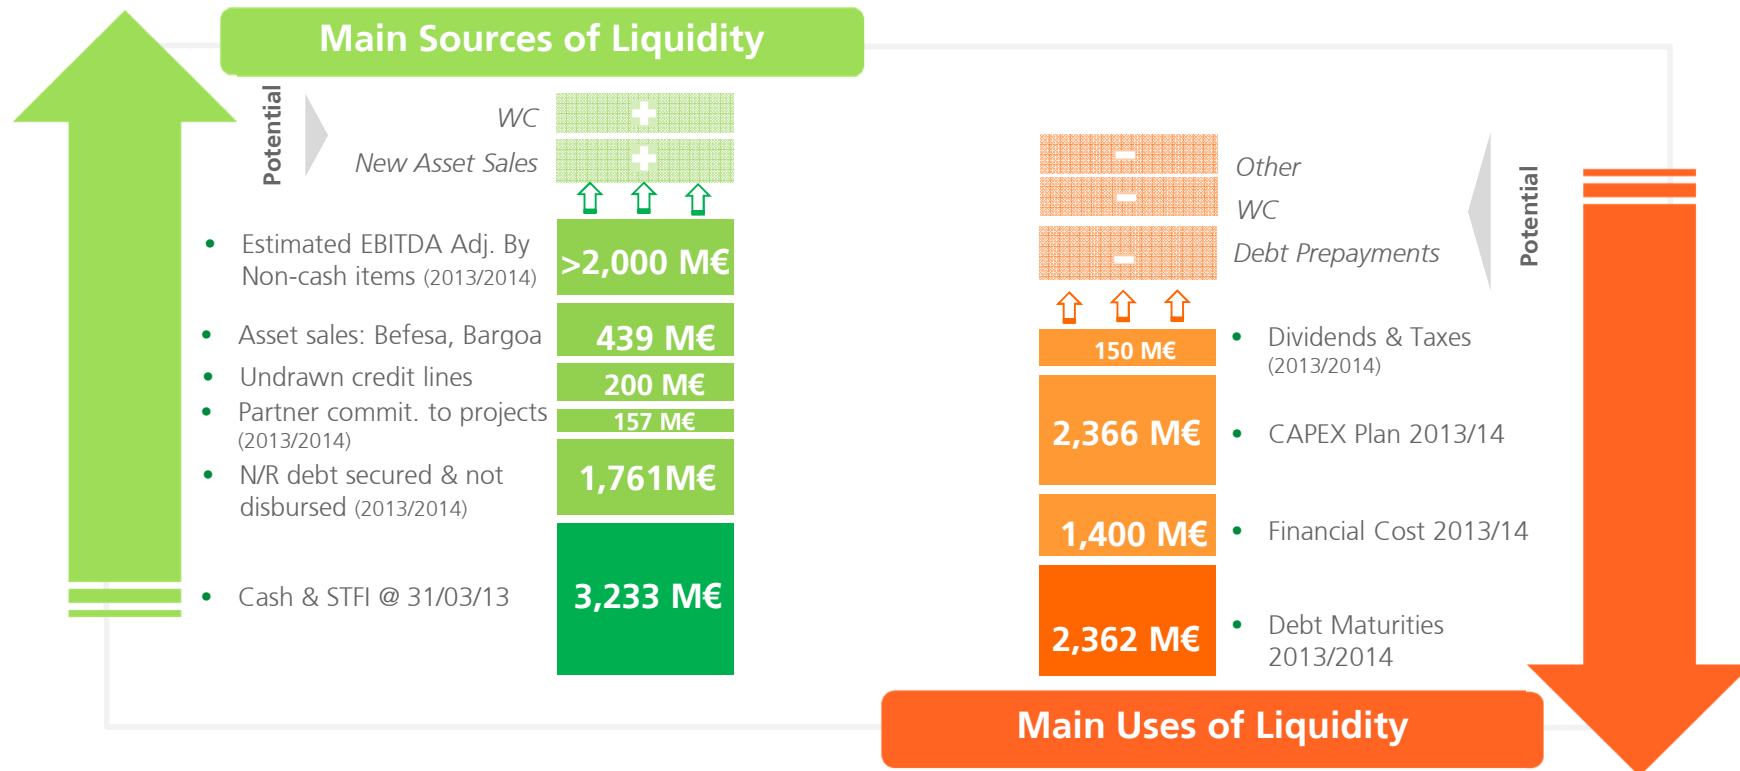 Main Sources of Liquidity
Potential
WC
New Asset Sales
• Estimated EBITDA Adj. By
Non-cash items (2013/2014)
>2,000 M€
• Asset sales: Befesa, Bargoa
439 M€
• Undrawn credit lines
200 M€
• Partner commit. to projects
(2013/2014)
157 M€
• N/R debt secured & not
disbursed (2013/2014)
1,761M€
• Cash & STFI @ 31/03/13
3,233 M€
Other
WC
Debt Prepayments
Potential
150 M€
• Dividends & Taxes
(2013/2014)
2,366 M€
• CAPEX Plan 2013/14
1,400 M€
• Financial Cost 2013/14
2,362 M€
• Debt Maturities
2013/2014
Main Uses of Liquidity